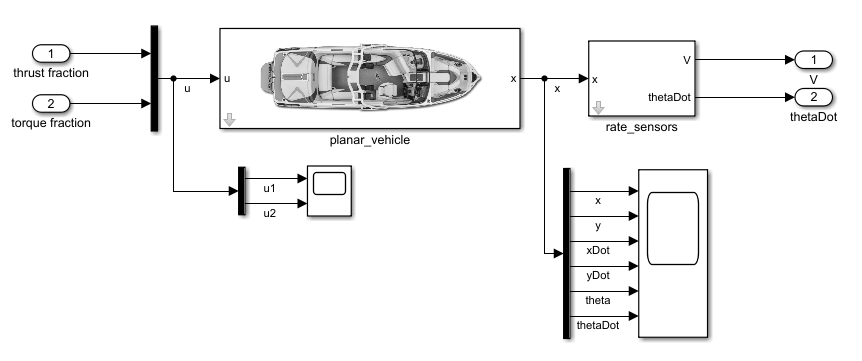 1
thrust fraction
2
torque fraction
u
u
x
planar_vehicle
x
x
V
thetaDot
rate_sensors
1
V
2
thetaDot
u1
u2
x
y
xDot
yDot
theta
thetaDot